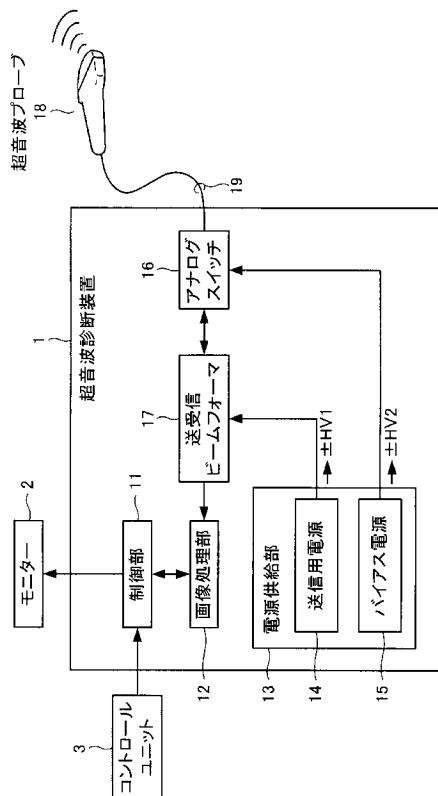 超音波プローブ
18
19
1
超音波診断装置
アナログ
スイッチ
16
送受信
ビームフォーマ
17
モニター
2
制御部
11
画像処理部
12
コントロール
ユニット
3
電源供給部
13
送信用電源
14
バイアス電源
15
±HV1
±HV2